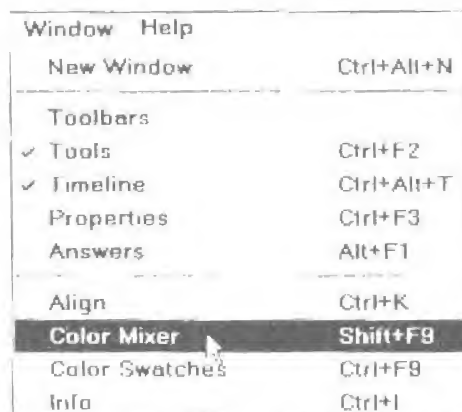 Window Help
New Window Ctrl+Alt+N
Toolbars
✓ Tools Ctrl+F2
✓ Timeline Ctrl+Alt+T
Properties Ctrl+F3
Answers Alt+F1
Align Ctrl+K
Color Mixer Shift+F9
Color Swatches Ctrl+F9
Info Ctrl+I